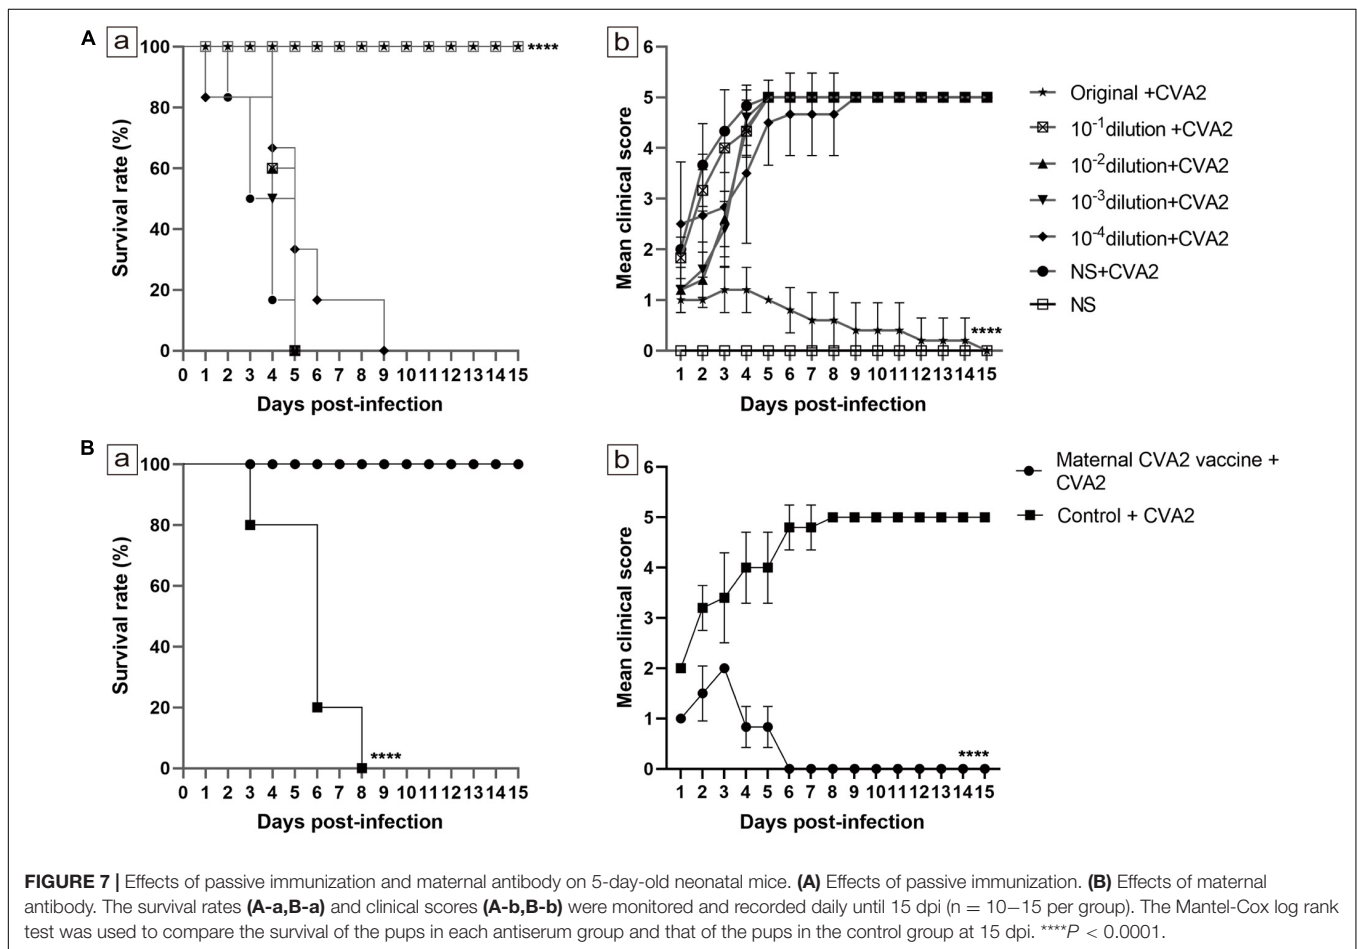 A
a
100
80
60
40
20
0
Survival rate (%)
****
0 1 2 3 4 5 6 7 8 9 10 11 12 13 14 15
Days post-infection
b
6
5
4
3
2
1
0
Mean clinical score
****
1 2 3 4 5 6 7 8 9 10 11 12 13 14 15
Days post-infection
Original +CVA2
10⁻¹dilution +CVA2
10⁻²dilution+CVA2
10⁻³dilution+CVA2
10⁻⁴dilution+CVA2
NS+CVA2
NS
B
a
100
80
60
40
20
0
Survival rate (%)
****
0 1 2 3 4 5 6 7 8 9 10 11 12 13 14 15
Days post-infection
b
6
5
4
3
2
1
0
Mean clinical score
****
1 2 3 4 5 6 7 8 9 10 11 12 13 14 15
Days post-infection
Maternal CVA2 vaccine +
CVA2
Control + CVA2
FIGURE 7 | Effects of passive immunization and maternal antibody on 5-day-old neonatal mice. (A) Effects of passive immunization. (B) Effects of maternal
antibody. The survival rates (A-a,B-a) and clinical scores (A-b,B-b) were monitored and recorded daily until 15 dpi (n = 10−15 per group). The Mantel-Cox log rank
test was used to compare the survival of the pups in each antiserum group and that of the pups in the control group at 15 dpi. ****P < 0.0001.